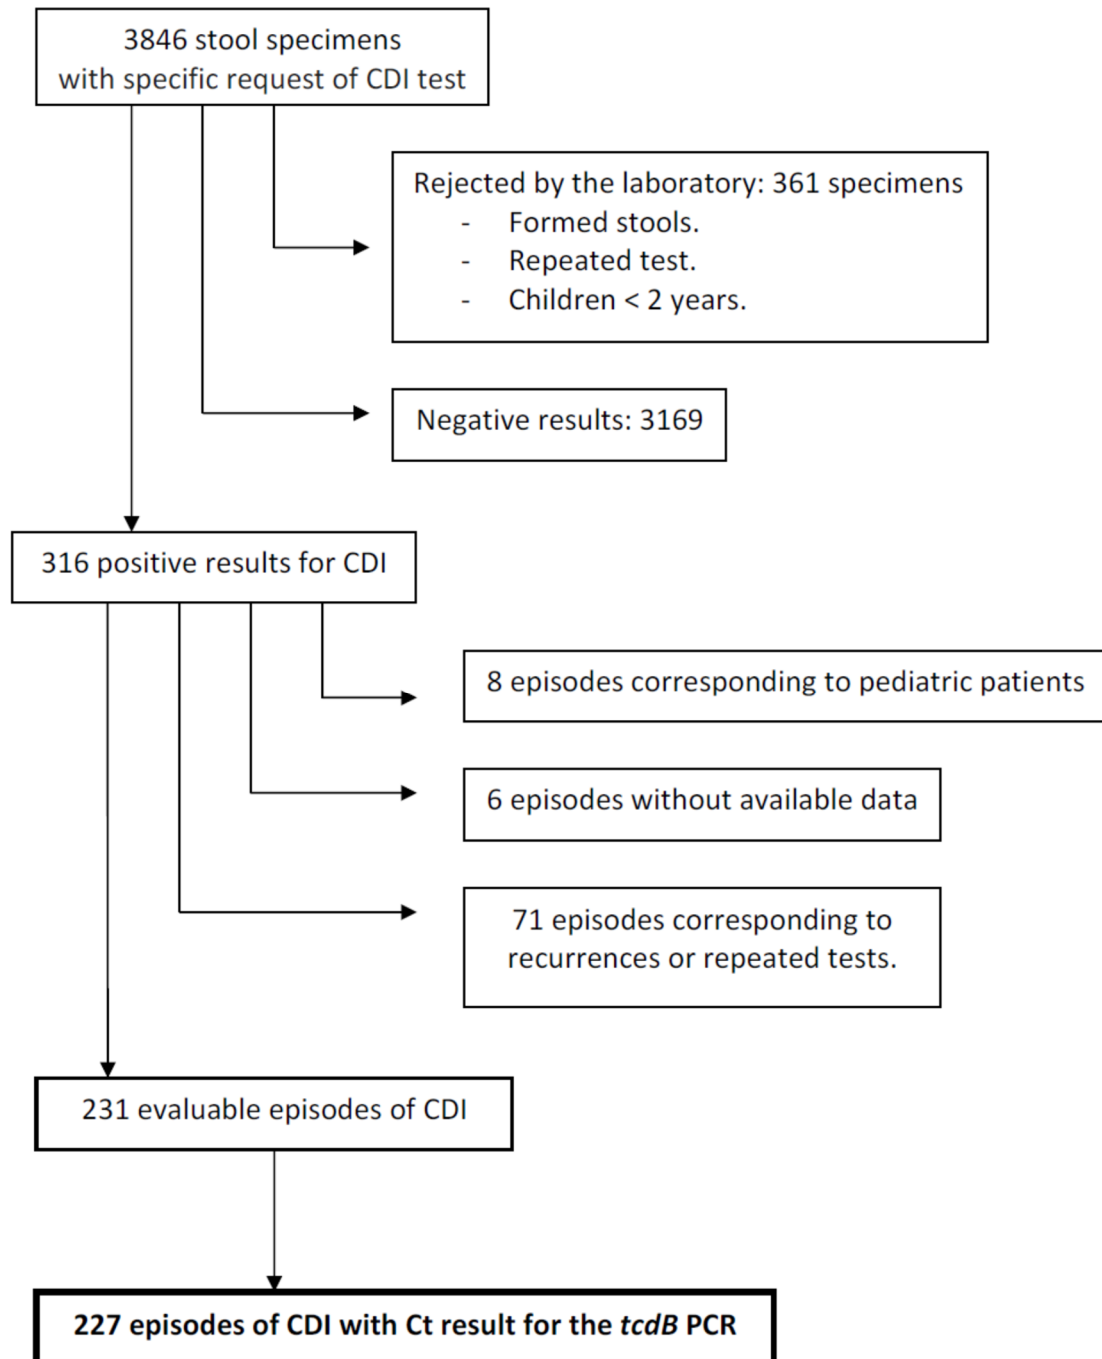 3846 stool specimens
with specific request of CDI test
Rejected by the laboratory: 361 specimens
- Formed stools.
- Repeated test.
- Children < 2 years.
Negative results: 3169
316 positive results for CDI
8 episodes corresponding to pediatric patients
6 episodes without available data
71 episodes corresponding to
recurrences or repeated tests.
231 evaluable episodes of CDI
227 episodes of CDI with Ct result for the tcdB PCR